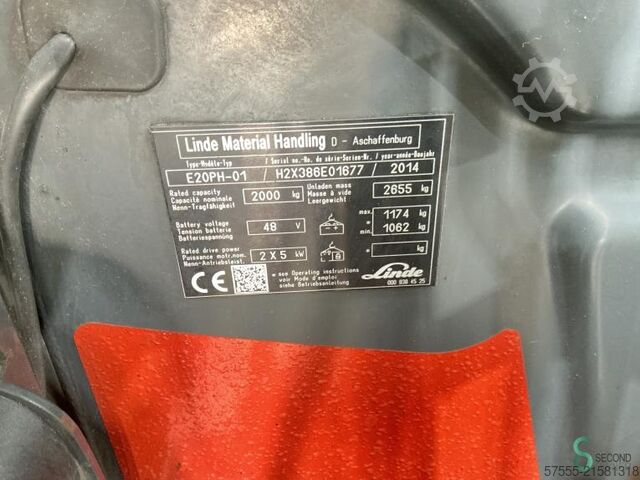 Linde Material Handling D - Aschaffenburg
Type-Modèle-Typ / Serial no.-No. de série-Serien-Nr. / year-année-Baujahr
E20PH-01 / H2X386E01677 / 2014
Rated capacity
Capacité nominale
Nenn-Tragfähigkeit
2000 kg
Unladen mass
Masse à vide
Leergewicht
2655 kg
Battery voltage
Tension batterie
Batteriespannung
48 V
max. 1174 kg
min. 1062 kg
Rated drive power
Puissance motr.nom.
Nenn-Antriebsleist.
2 X 5 kW
= kg
CE
see Operating instructions
voir Mode d'emploi
siehe Betriebsanleitung
Linde
000 838 45 25
S SECOND
57555-21581318